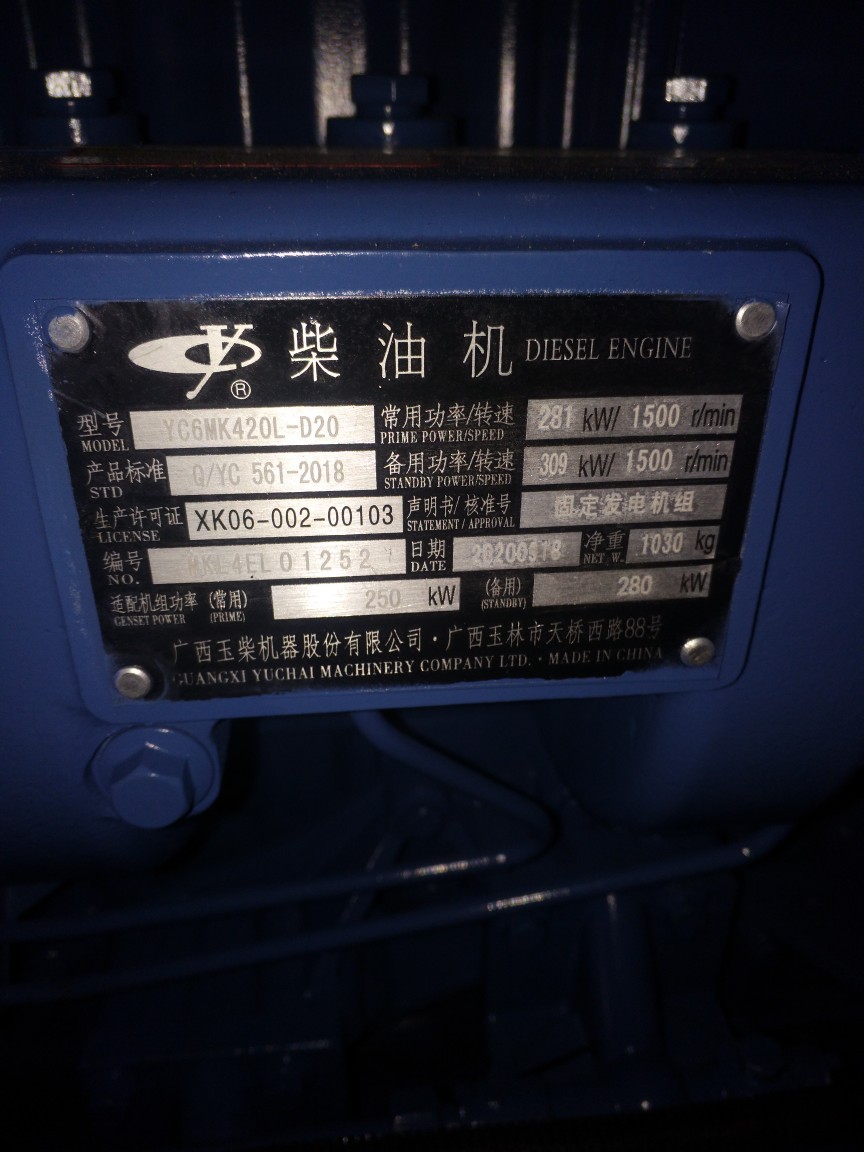 柴油机 DIESEL ENGINE
型号 MODEL YC6MK420L-D20 常用功率/转速 PRIME POWER/SPEED 281 kW/ 1500 r/min
产品标准 STD Q/YC 561-2018 备用功率/转速 STANDBY POWER/SPEED 309 kW/ 1500 r/min
生产许可证 LICENSE XK06-002-00103 声明书/核准号 STATEMENT / APPROVAL 固定发电机组
编号 NO. MKL4EL01252 日期 DATE 净重 NET W. 1030 kg
适配机组功率 GENSET POWER (常用) (PRIME) 250 kW (备用) (STANDBY) 280 kW
广西玉柴机器股份有限公司·广西玉林市天桥西路88号
GUANGXI YUCHAI MACHINERY COMPANY LTD. · MADE IN CHINA